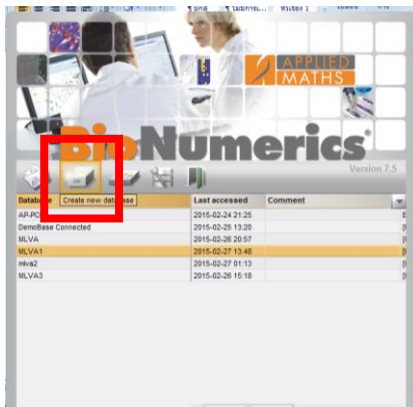 APPLIED
MATHS
BioNumerics
Version 7.5
Database Create new database Last accessed Comment
AP-PC 2015-02-24 21:25
DemoBase Connected 2015-02-25 13:20
MLVA 2015-02-26 20:57
MLVA1 2015-02-27 13:48
mlva2 2015-02-27 01:13
MLVA3 2015-02-26 15:18